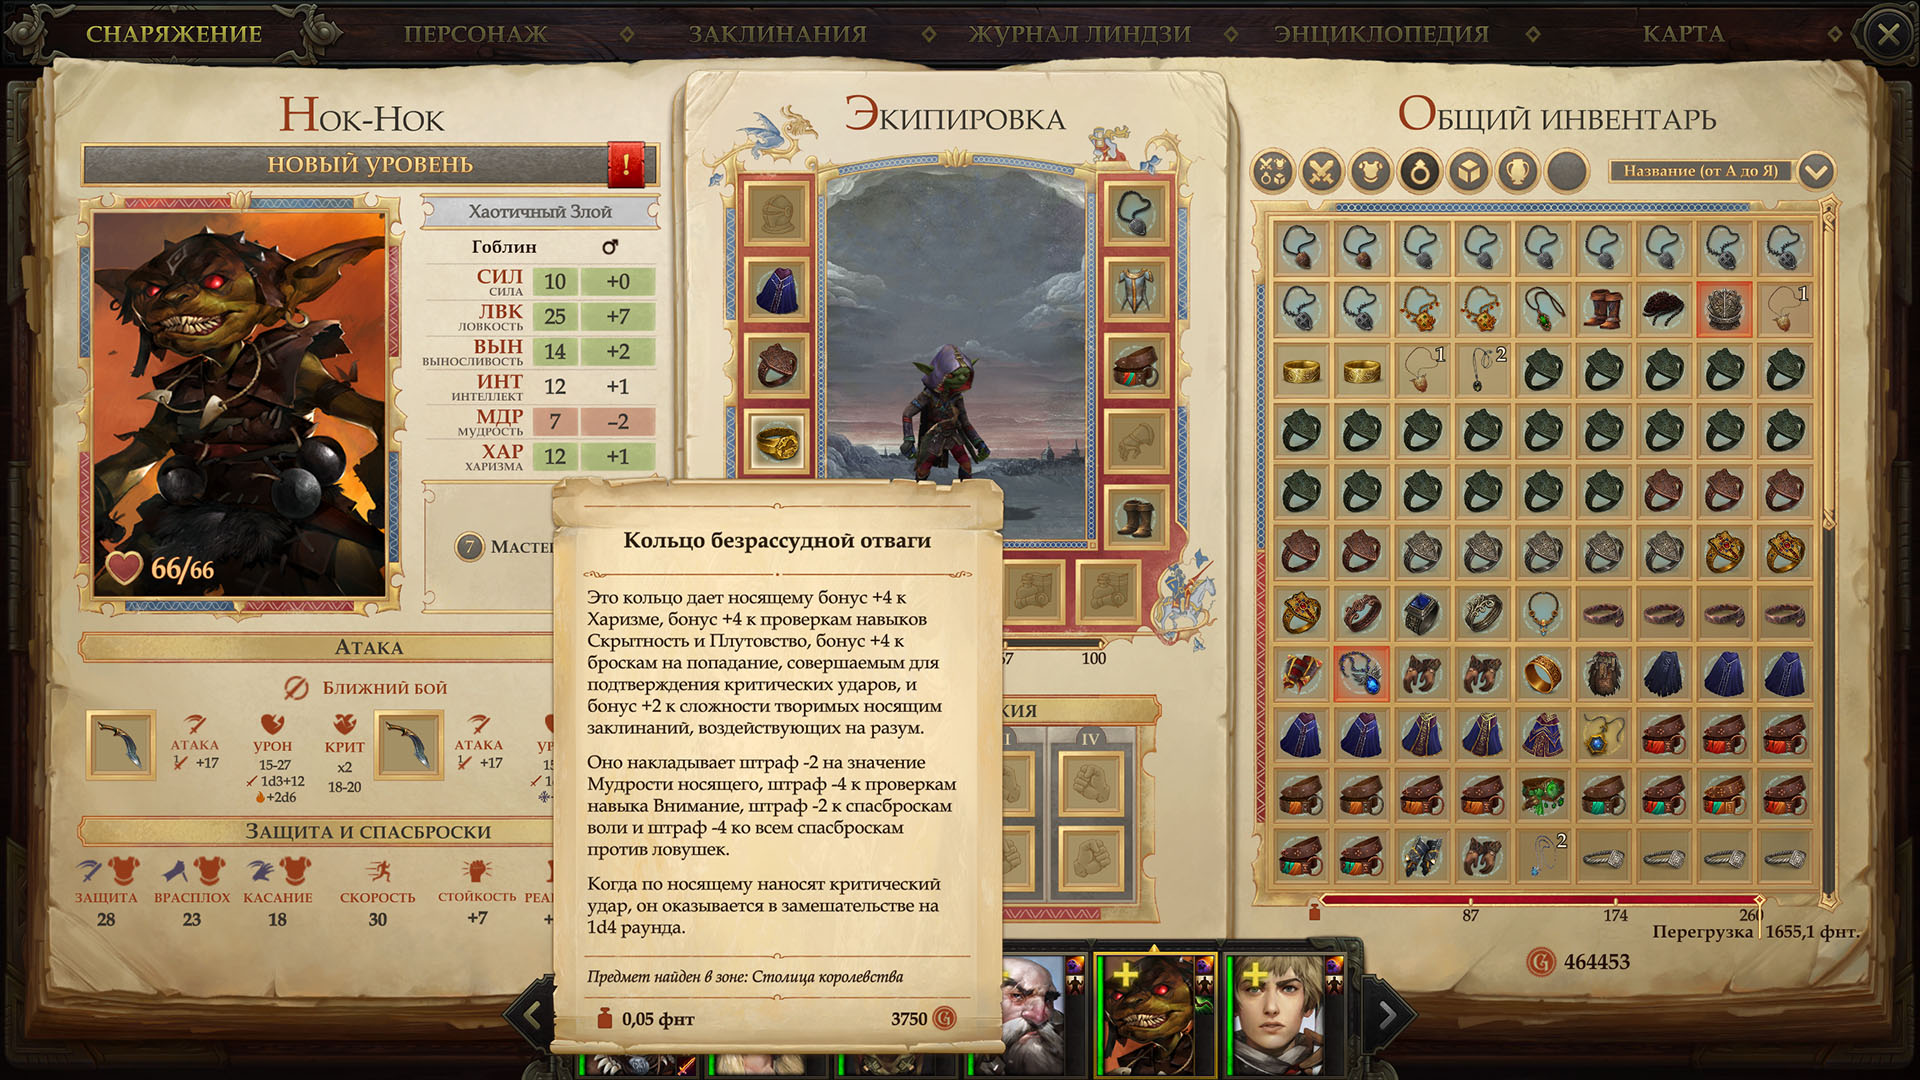 СНАРЯЖЕНИЕ
ПЕРСОНАЖ
ЗАКЛИНАНИЯ
ЖУРНАЛ ЛИНДЗИ
ЭНЦИКЛОПЕДИЯ
КАРТА
Нок-Нок
НОВЫЙ УРОВЕНЬ
!
Хаотичный Злой
Гоблин ♂
СИЛ 10 +0
СИЛА
ЛВК 25 +7
ЛОВКОСТЬ
ВЫН 14 +2
ВЫНОСЛИВОСТЬ
ИНТ 12 +1
ИНТЕЛЛЕКТ
МДР 7 −2
МУДРОСТЬ
ХАР 12 +1
ХАРИЗМА
66/66
7
Атака
БЛИЖНИЙ БОЙ
АТАКА
+17
УРОН
15-27
1d3+12
+2d6
КРИТ
x2
18-20
АТАКА
+17
Защита и спасброски
ЗАЩИТА
28
ВРАСПЛОХ
23
КАСАНИЕ
18
СКОРОСТЬ
30
СТОЙКОСТЬ
+7
Экипировка
100
IV
Кольцо безрассудной отваги
Это кольцо дает носящему бонус +4 к
Харизме, бонус +4 к проверкам навыков
Скрытность и Плутовство, бонус +4 к
броскам на попадание, совершаемым для
подтверждения критических ударов, и
бонус +2 к сложности творимых носящим
заклинаний, воздействующих на разум.
Оно накладывает штраф -2 на значение
Мудрости носящего, штраф -4 к проверкам
навыка Внимание, штраф -2 к спасброскам
воли и штраф -4 ко всем спасброскам
против ловушек.
Когда по носящему наносят критический
удар, он оказывается в замешательстве на
1d4 раунда.
Предмет найден в зоне: Столица королевства
0,05 фнт
3750
Общий инвентарь
Название (от А до Я)
1
1
2
2
87
174
260
Перегрузка
1655,1 фнт.
464453